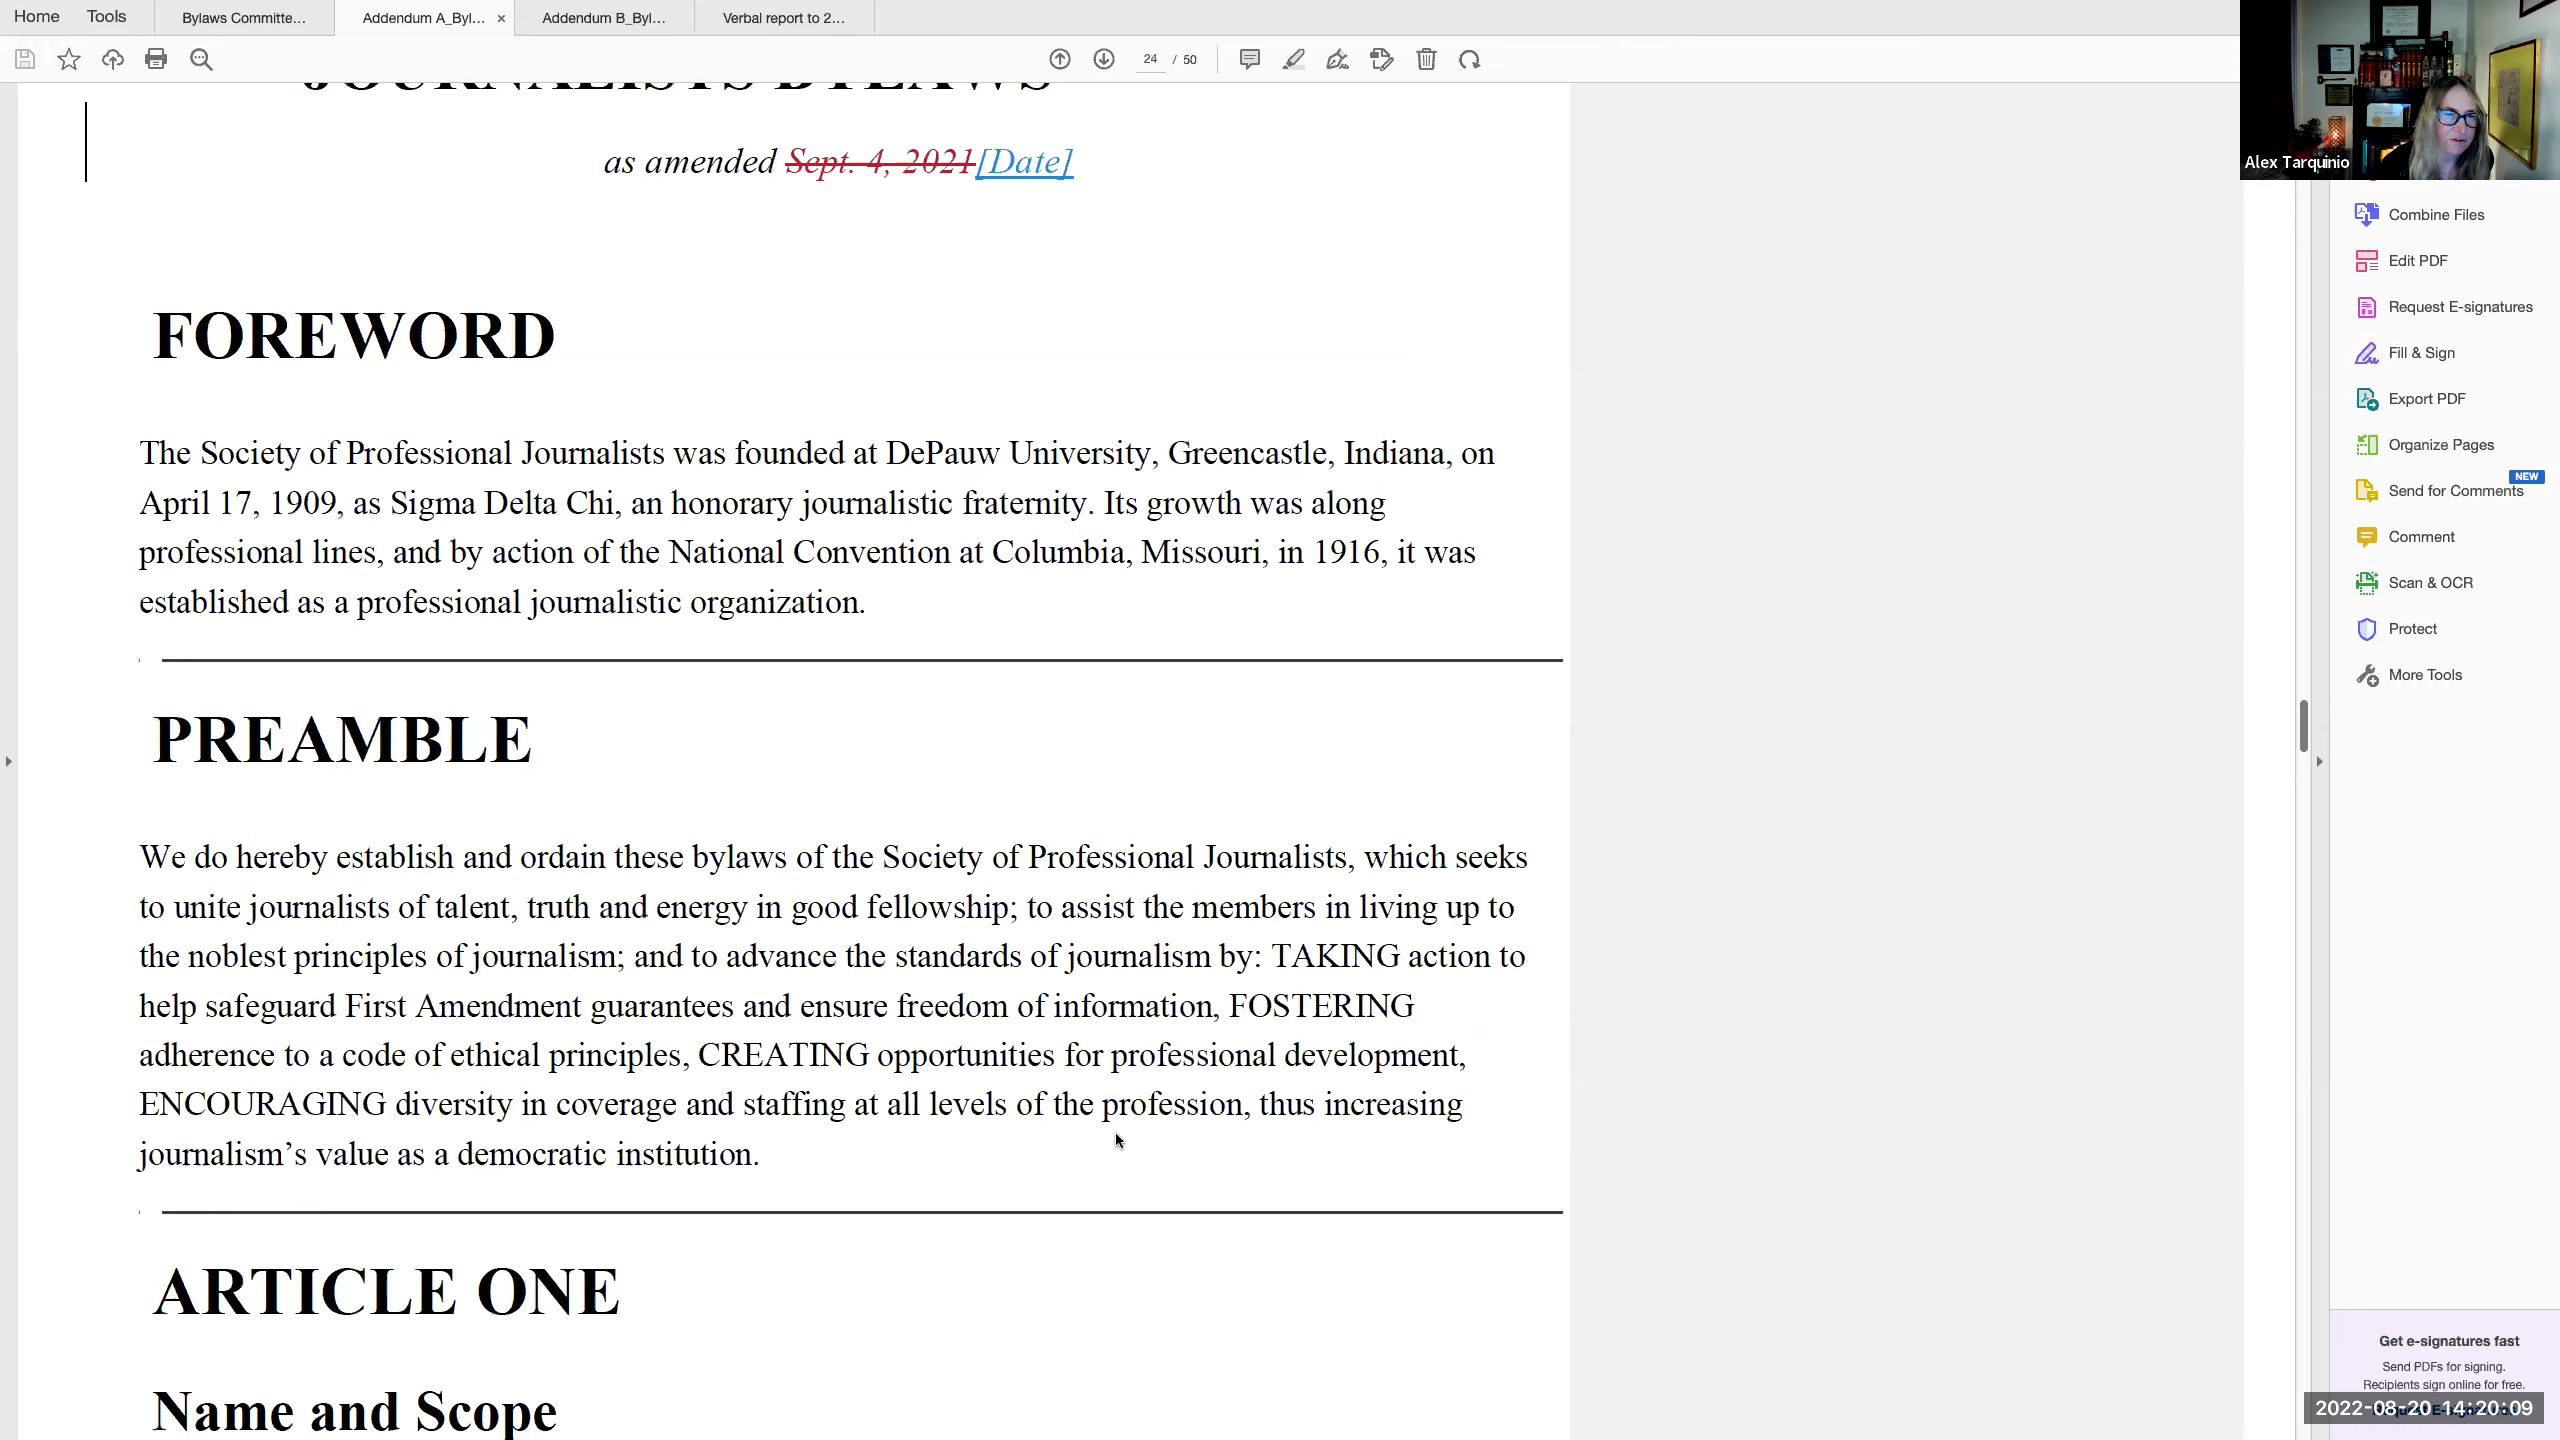 Home Tools Bylaws Committe... Addendum A_Byl... × Addendum B_Byl... Verbal report to 2...
24 / 50
JOURNALISTS BYLAWS
as amended Sept. 4, 2021[Date]
FOREWORD
The Society of Professional Journalists was founded at DePauw University, Greencastle, Indiana, on
April 17, 1909, as Sigma Delta Chi, an honorary journalistic fraternity. Its growth was along
professional lines, and by action of the National Convention at Columbia, Missouri, in 1916, it was
established as a professional journalistic organization.
PREAMBLE
We do hereby establish and ordain these bylaws of the Society of Professional Journalists, which seeks
to unite journalists of talent, truth and energy in good fellowship; to assist the members in living up to
the noblest principles of journalism; and to advance the standards of journalism by: TAKING action to
help safeguard First Amendment guarantees and ensure freedom of information, FOSTERING
adherence to a code of ethical principles, CREATING opportunities for professional development,
ENCOURAGING diversity in coverage and staffing at all levels of the profession, thus increasing
journalism’s value as a democratic institution.
ARTICLE ONE
Name and Scope
Alex Tarquinio
Combine Files
Edit PDF
Request E-signatures
Fill & Sign
Export PDF
Organize Pages
NEW
Send for Comments
Comment
Scan & OCR
Protect
More Tools
Get e-signatures fast
Send PDFs for signing.
Recipients sign online for free.
2022-08-20 14:20:09